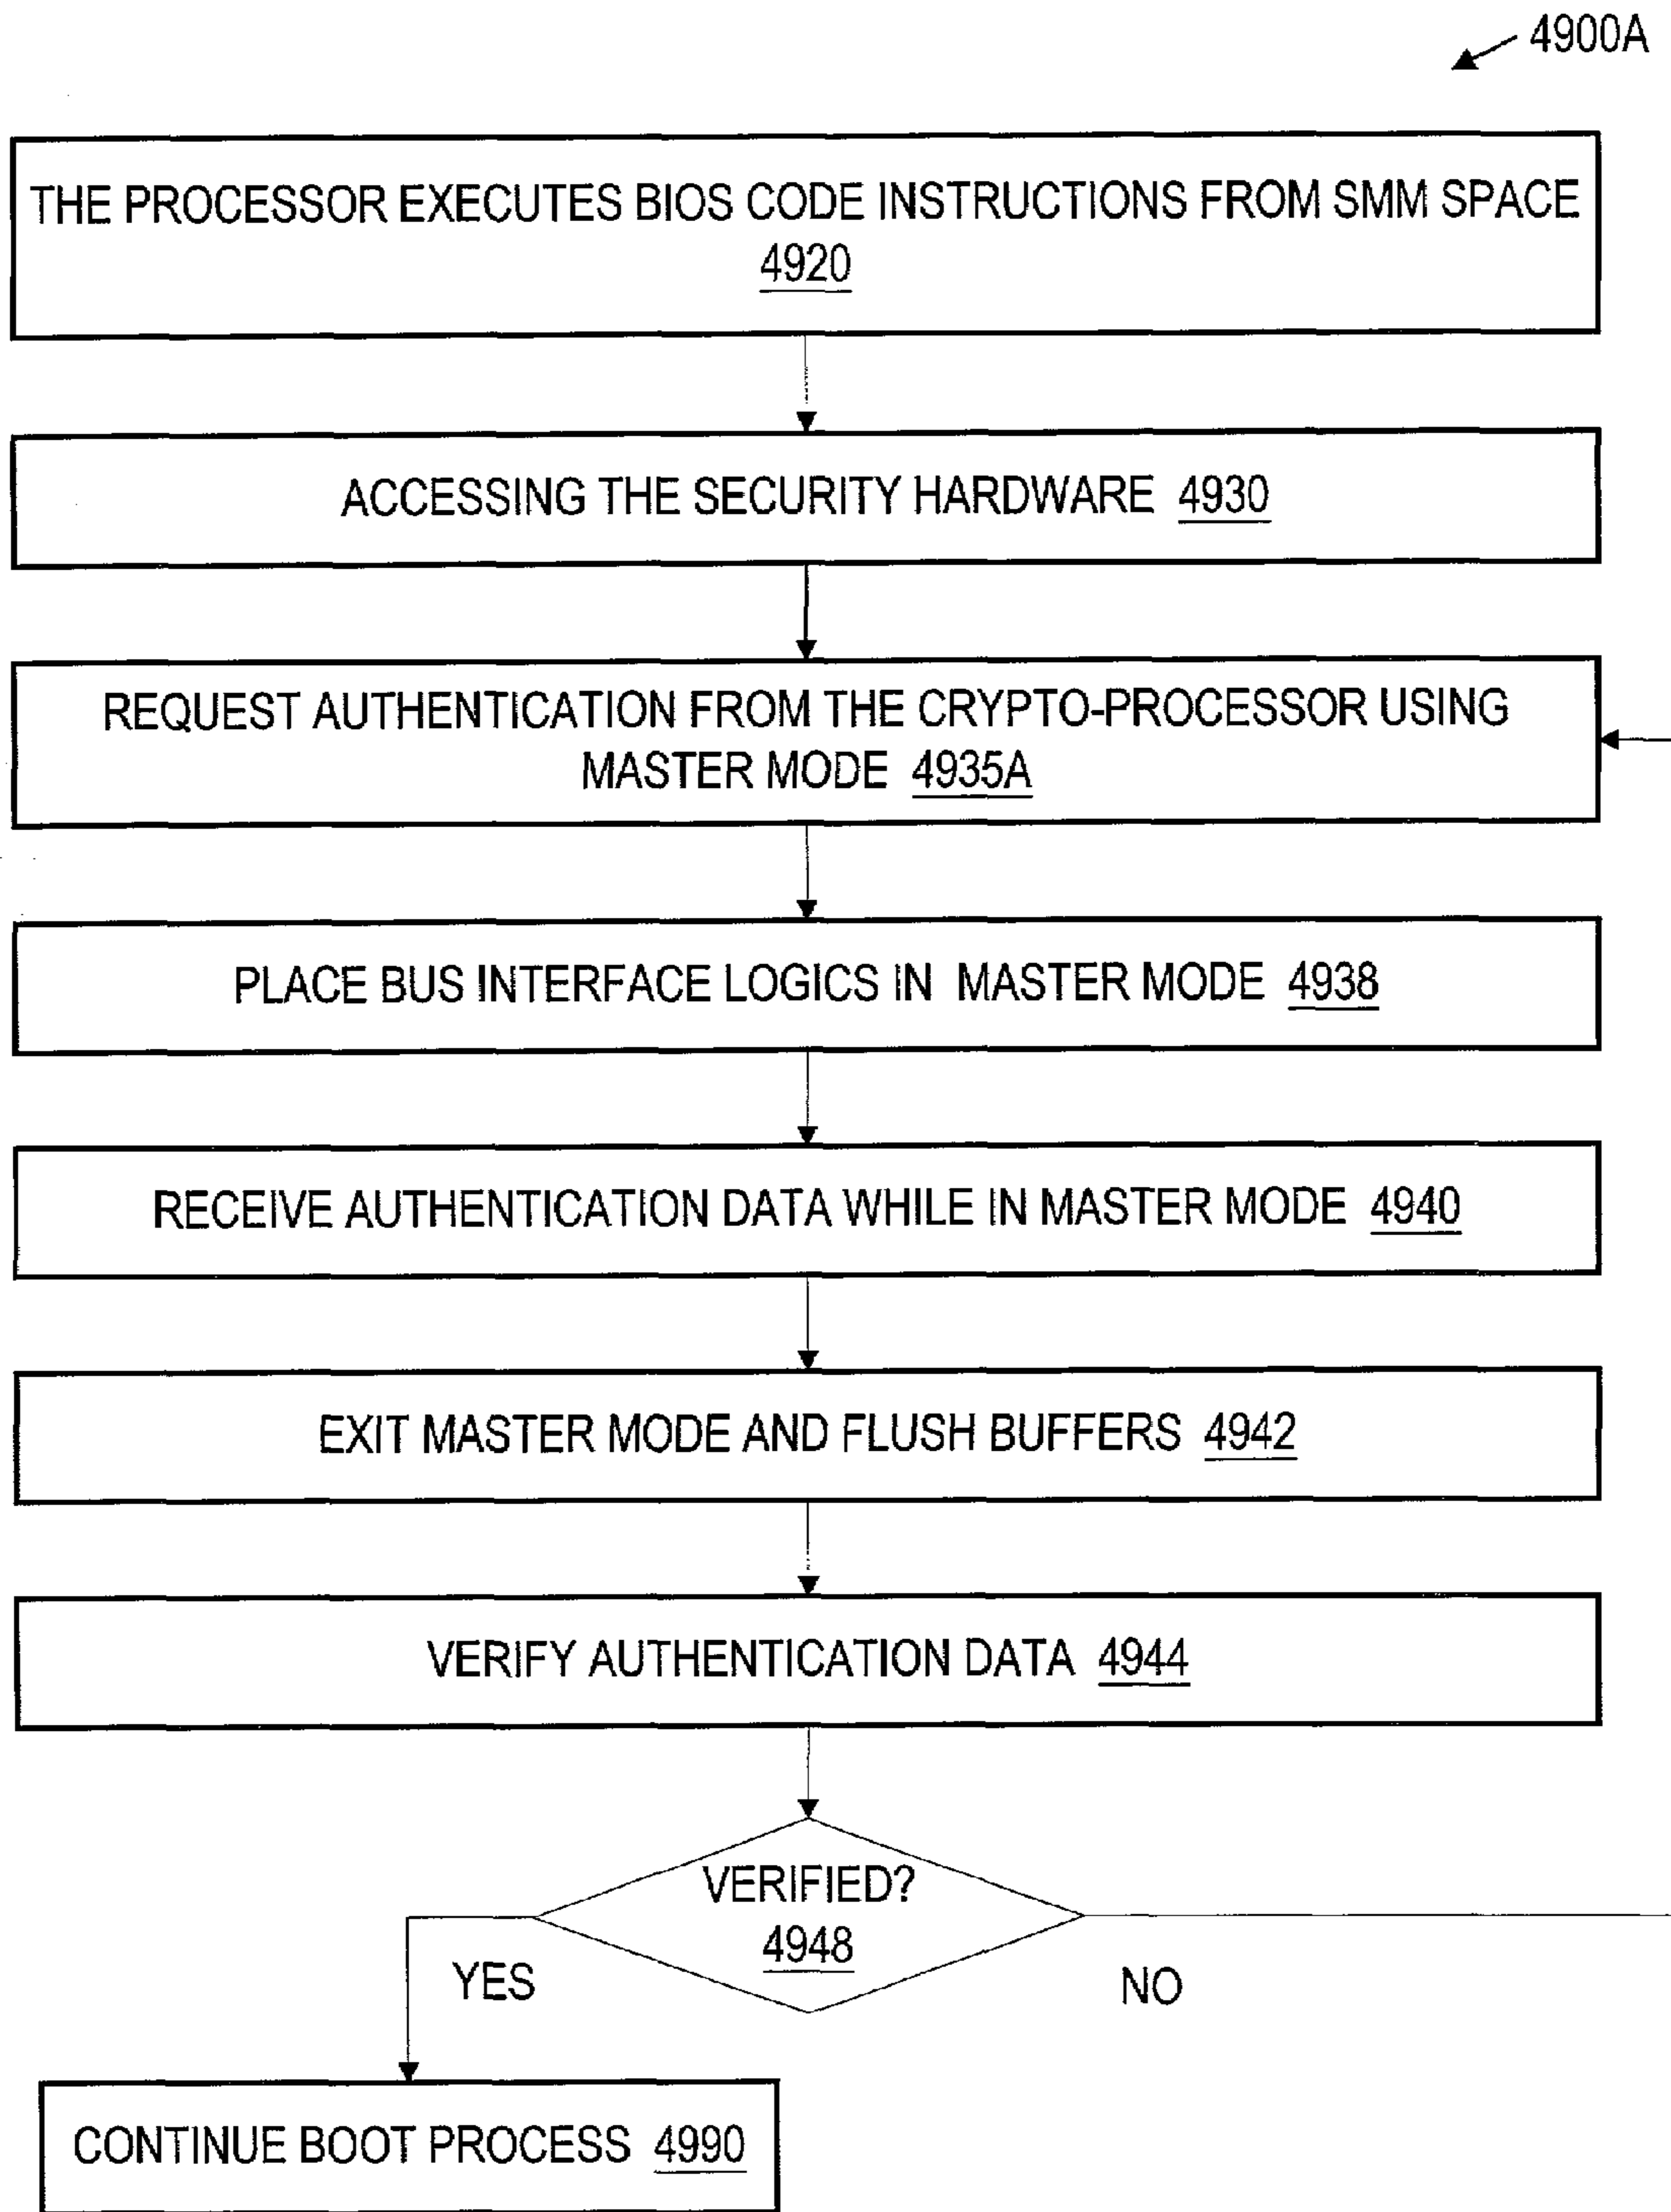 4900A
THE PROCESSOR EXECUTES BIOS CODE INSTRUCTIONS FROM SMM SPACE
4920
ACCESSING THE SECURITY HARDWARE 4930
REQUEST AUTHENTICATION FROM THE CRYPTO-PROCESSOR USING
MASTER MODE 4935A
PLACE BUS INTERFACE LOGICS IN MASTER MODE 4938
RECEIVE AUTHENTICATION DATA WHILE IN MASTER MODE 4940
EXIT MASTER MODE AND FLUSH BUFFERS 4942
VERIFY AUTHENTICATION DATA 4944
VERIFIED?
4948
YES
NO
CONTINUE BOOT PROCESS 4990